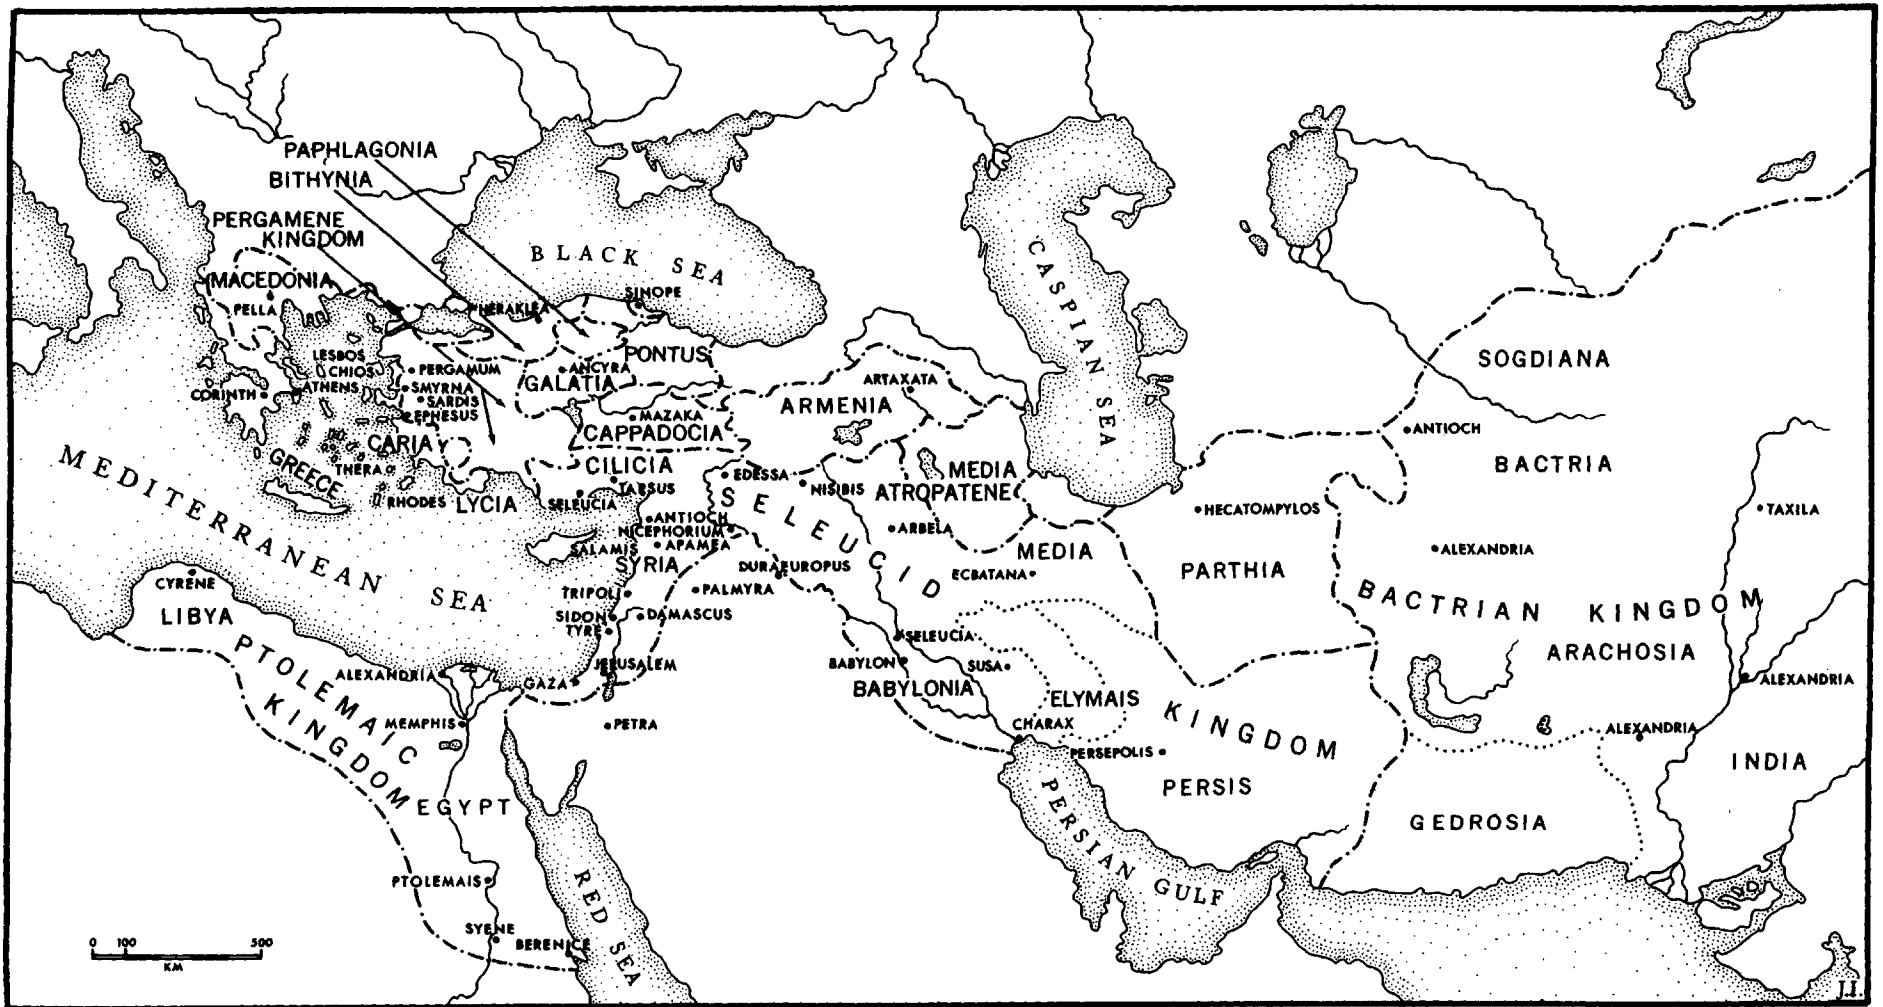 PAPHLAGONIA
BITHYNIA
PERGAMENE
KINGDOM
BLACK SEA
CASPIAN SEA
MACEDONIA
PELLA
HERAKLEA
SINOPE
LESBOS
CHIOS
ATHENS
CORINTH
PERGAMUM
SMYRNA
SARDIS
EPHESUS
ANCYRA
GALATIA
PONTUS
MAZAKA
CAPPADOCIA
ARMENIA
ARTAXATA
SOGDIANA
ANTIOCH
BACTRIA
CARIA
GREECE
THERA
RHODES
LYCIA
CILICIA
TARSUS
SELEUCIA
EDESSA
NISIBIS
MEDIA
ATROPATENE
ARBELA
MEDIA
ECBATANA
HECATOMPYLOS
PARTHIA
TAXILA
ALEXANDRIA
MEDITERRANEAN SEA
ANTIOCH
NICEPHORIUM
SALAMIS
APAMEA
SYRIA
DURAEUROPUS
PALMYRA
TRIPOLI
SIDON
DAMASCUS
TYRE
SELEUCID KINGDOM
BACTRIAN KINGDOM
ARACHOSIA
CYRENE
LIBYA
PTOLEMAIC
KINGDOM
ALEXANDRIA
JERUSALEM
GAZA
MEMPHIS
PETRA
SELEUCIA
BABYLON
BABYLONIA
SUSA
ELYMAIS
CHARAX
PERSEPOLIS
PERSIS
ALEXANDRIA
ALEXANDRIA
INDIA
GEDROSIA
EGYPT
PTOLEMAIS
SYENE
BERENICE
RED SEA
PERSIAN GULF
0 100 500
KM
J.I.